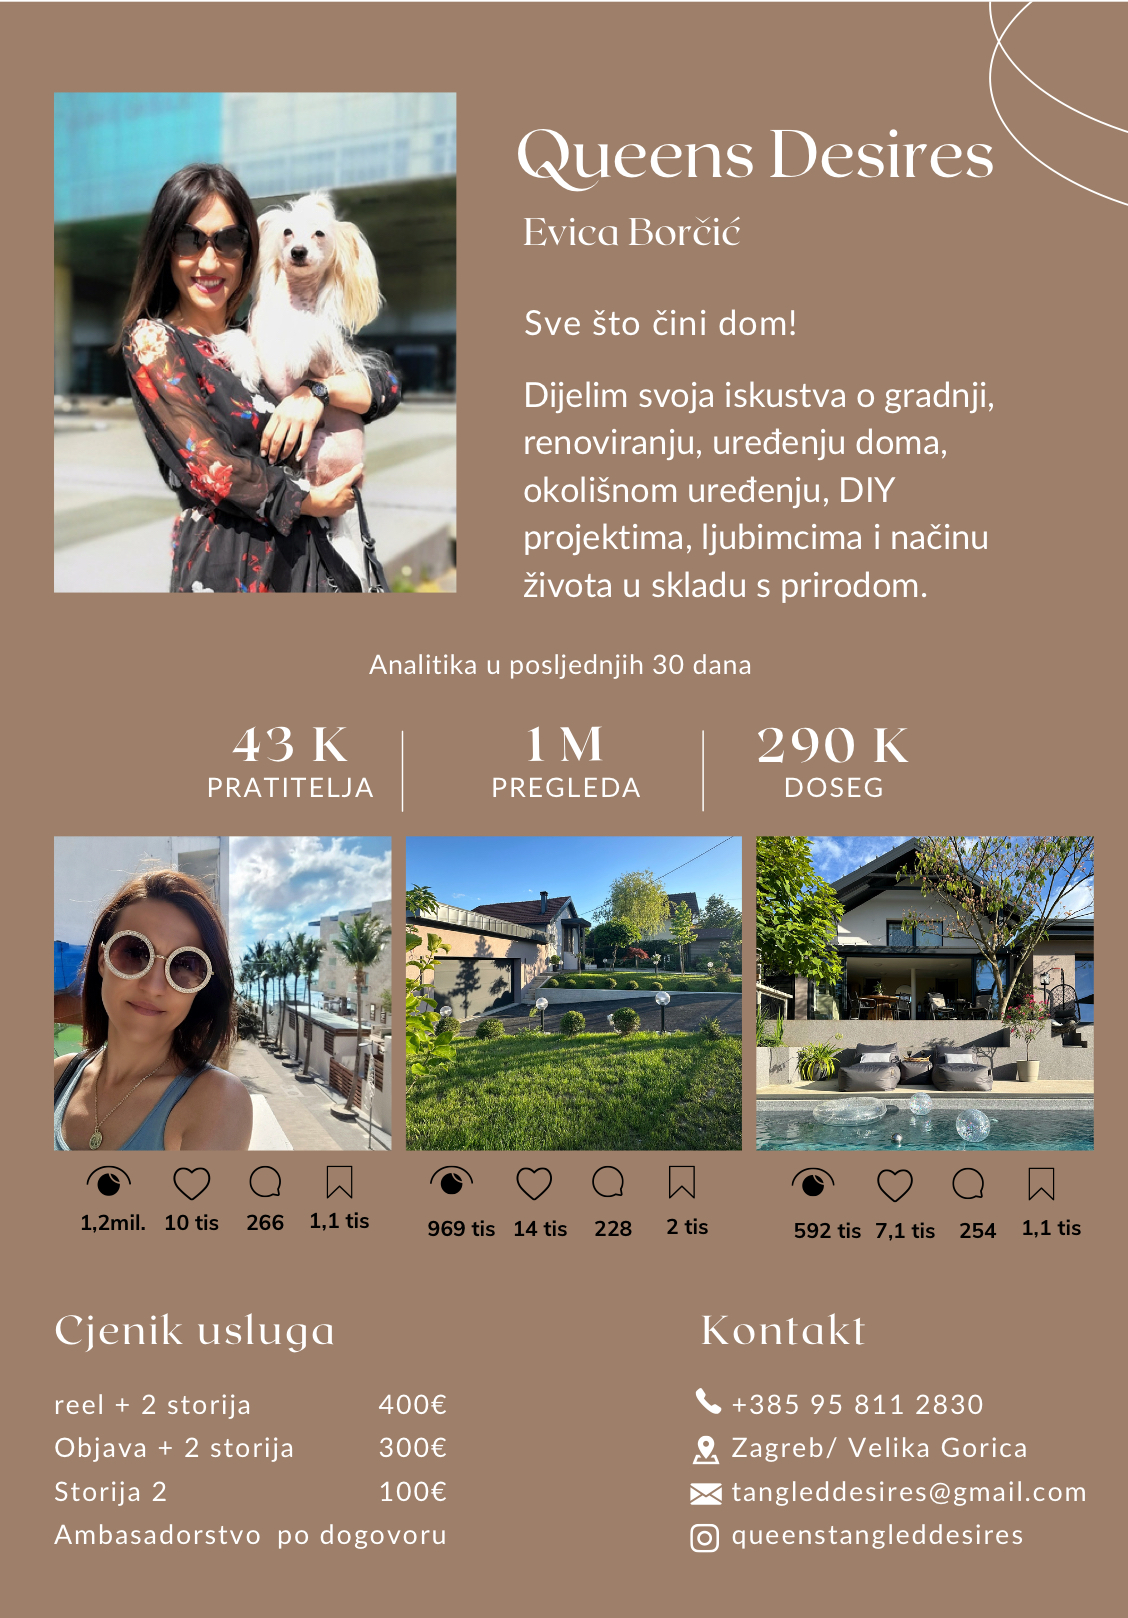 Queens Desires
Evica Borčić
Sve što čini dom!
Dijelim svoja iskustva o gradnji,
renoviranju, uređenju doma,
okolišnom uređenju, DIY
projektima, ljubimcima i načinu
života u skladu s prirodom.
Analitika u posljednjih 30 dana
43 K
PRATITELJA
1 M
PREGLEDA
290 K
DOSEG
1,2mil. 10 tis 266 1,1 tis
969 tis 14 tis 228 2 tis
592 tis 7,1 tis 254 1,1 tis
Cjenik usluga
reel + 2 storija 400€
Objava + 2 storija 300€
Storija 2 100€
Ambasadorstvo po dogovoru
Kontakt
+385 95 811 2830
Zagreb/ Velika Gorica
tangleddesires@gmail.com
queenstangleddesires